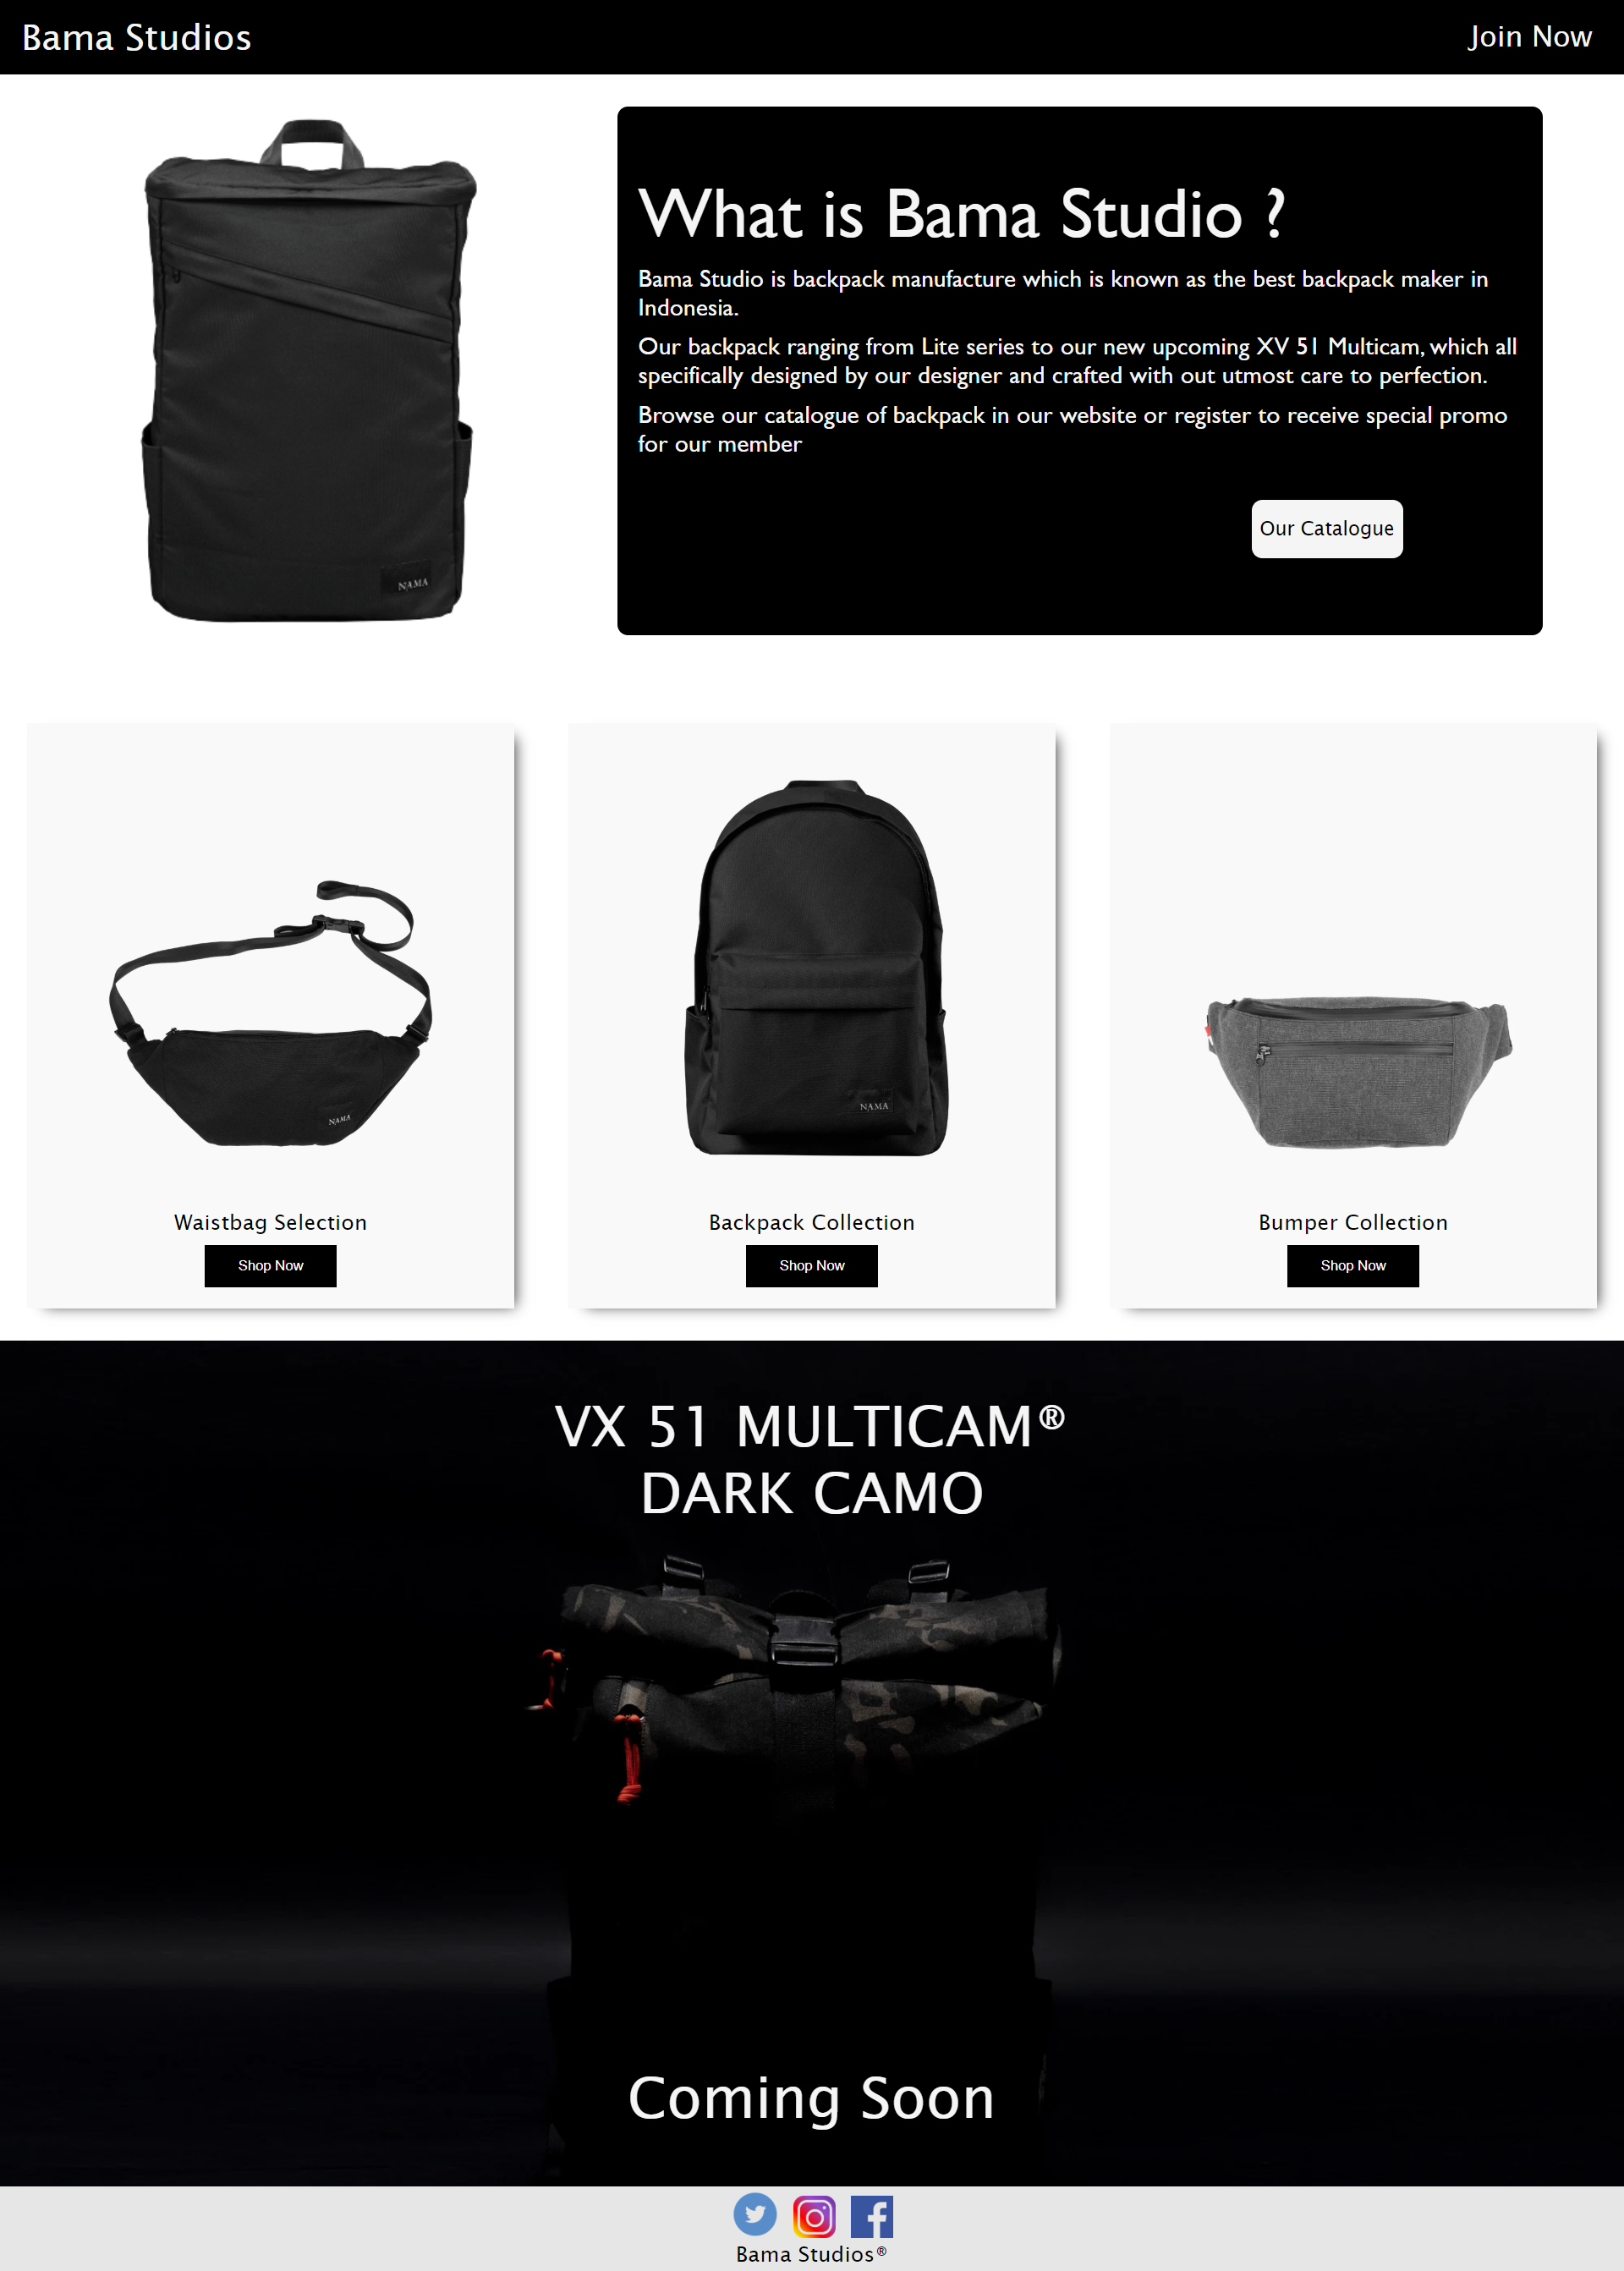 Bama Studios
Join Now
What is Bama Studio ?
Bama Studio is backpack manufacture which is known as the best backpack maker in
Indonesia.
Our backpack ranging from Lite series to our new upcoming XV 51 Multicam, which all
specifically designed by our designer and crafted with out utmost care to perfection.
Browse our catalogue of backpack in our website or register to receive special promo
for our member
Our Catalogue
NAMA
NAMA
NAMA
Waistbag Selection
Shop Now
Backpack Collection
Shop Now
Bumper Collection
Shop Now
VX 51 MULTICAM®
DARK CAMO
Coming Soon
Bama Studios®